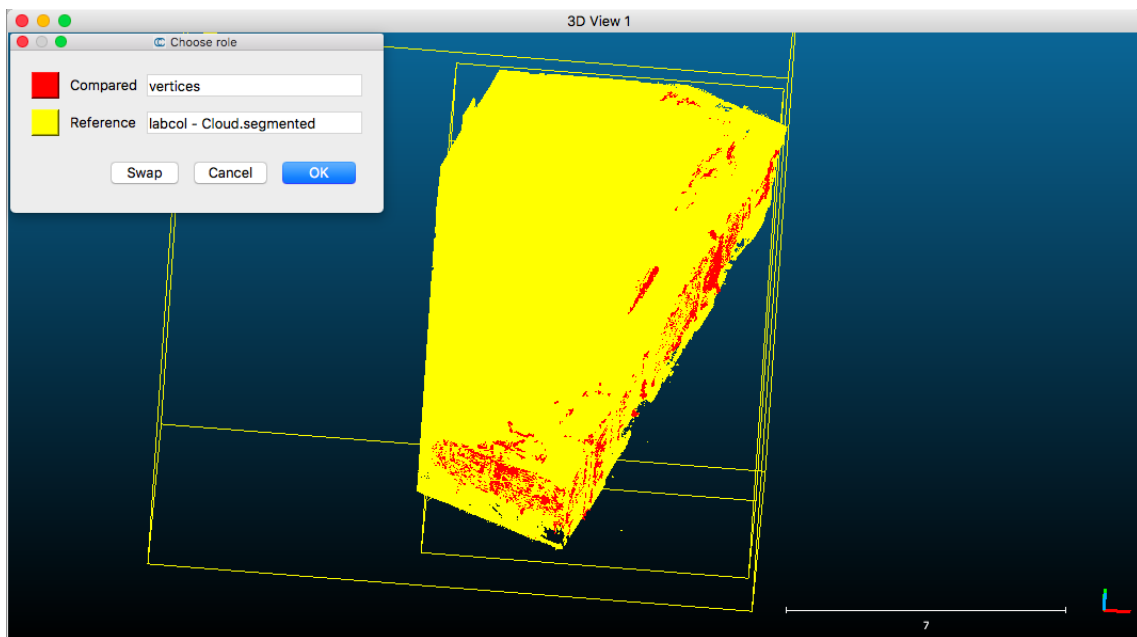 3D View 1
Choose role
Compared vertices
Reference labcol - Cloud.segmented
Swap Cancel OK
7